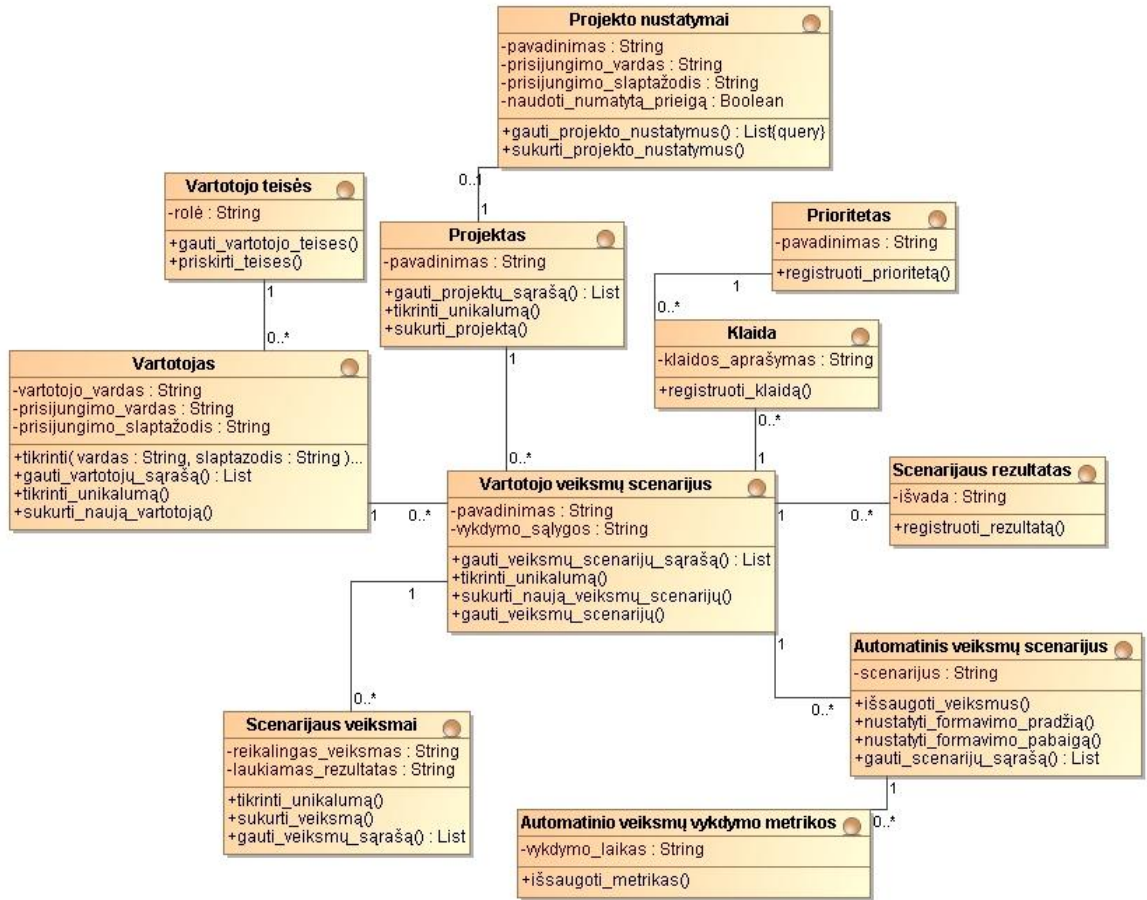 Projekto nustatymai
-pavadinimas : String
-prisijungimo_vardas : String
-prisijungimo_slaptažodis : String
-naudoti_numatytą_prieigą : Boolean
+gauti_projekto_nustatymus() : List{query}
+sukurti_projekto_nustatymus()
0..1
1
Vartotojo teisės
-rolė : String
+gauti_vartotojo_teises()
+priskirti_teises()
1
0..*
Projektas
-pavadinimas : String
+gauti_projektų_sąrašą() : List
+tikrinti_unikalumą()
+sukurti_projektą()
1
0..*
Prioritetas
-pavadinimas : String
+registruoti_prioritetą()
1
0..*
Klaida
-klaidos_aprašymas : String
+registruoti_klaidą()
0..*
1
Vartotojas
-vartotojo_vardas : String
-prisijungimo_vardas : String
-prisijungimo_slaptažodis : String
+tikrinti( vardas : String, slaptazodis : String )...
+gauti_vartotojų_sąrašą() : List
+tikrinti_unikalumą()
+sukurti_naują_vartotoją()
1
0..*
Vartotojo veiksmų scenarijus
-pavadinimas : String
-vykdymo_sąlygos : String
+gauti_veiksmų_scenarijų_sąrašą() : List
+tikrinti_unikalumą()
+sukurti_naują_veiksmų_scenarijų()
+gauti_veiksmų_scenarijų()
1
0..*
Scenarijaus rezultatas
-išvada : String
+registruoti_rezultatą()
1
0..*
1
0..*
Automatinis veiksmų scenarijus
-scenarijus : String
+išsaugoti_veiksmus()
+nustatyti_formavimo_pradžią()
+nustatyti_formavimo_pabaigą()
+gauti_scenarijų_sąrašą() : List
1
0..*
Scenarijaus veiksmai
-reikalingas_veiksmas : String
-laukiamas_rezultatas : String
+tikrinti_unikalumą()
+sukurti_veiksmą()
+gauti_veiksmų_sąrašą() : List
Automatinio veiksmų vykdymo metrikos
-vykdymo_laikas : String
+išsaugoti_metrikas()